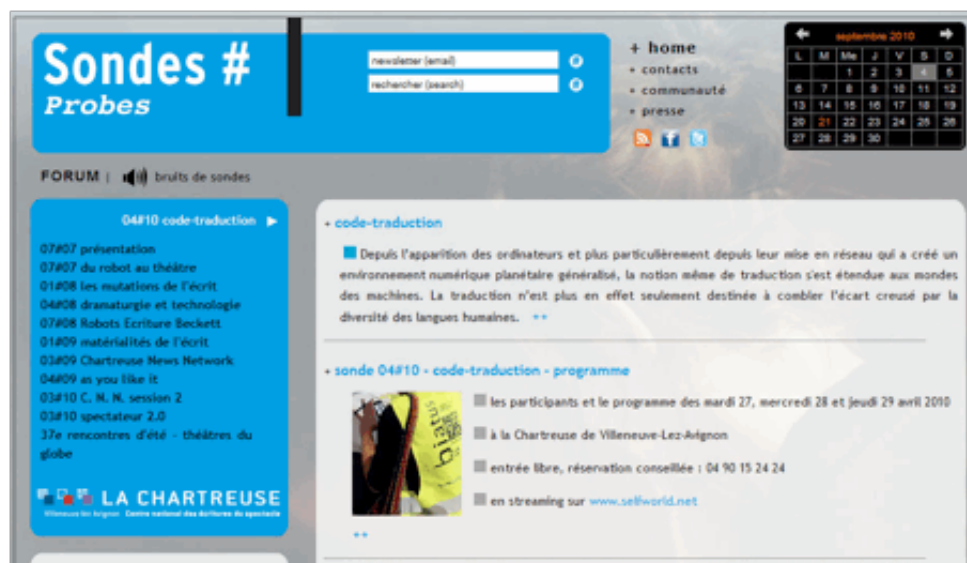 Sondes #
Probes
newsletter (email)
rechercher (search)
+ home
+ contacts
+ communauté
+ presse
septembre 2010
L M Me J V S D
1 2 3 4 5
6 7 8 9 10 11 12
13 14 15 16 17 18 19
20 21 22 23 24 25 26
27 28 29 30
FORUM | bruits de sondes
04#10 code-traduction
07#07 présentation
07#07 du robot au théâtre
01#08 les mutations de l'écrit
04#08 dramaturgie et technologie
07#08 Robots Ecriture Beckett
01#09 matérialités de l'écrit
03#09 Chartreuse News Network
04#09 as you like it
03#10 C. N. N. session 2
03#10 spectateur 2.0
37e rencontres d'été - théâtres du
globe
LA CHARTREUSE
Villeneuve lez Avignon Centre national des écritures du spectacle
+ code-traduction
Depuis l'apparition des ordinateurs et plus particulièrement depuis leur mise en réseau qui a créé un
environnement numérique planétaire généralisé, la notion même de traduction s'est étendue aux mondes
des machines. La traduction n'est plus en effet seulement destinée à combler l'écart creusé par la
diversité des langues humaines. ++
+ sonde 04#10 - code-traduction - programme
les participants et le programme des mardi 27, mercredi 28 et jeudi 29 avril 2010
à la Chartreuse de Villeneuve-Lez-Avignon
entrée libre, réservation conseillée : 04 90 15 24 24
en streaming sur www.selfworld.net
++